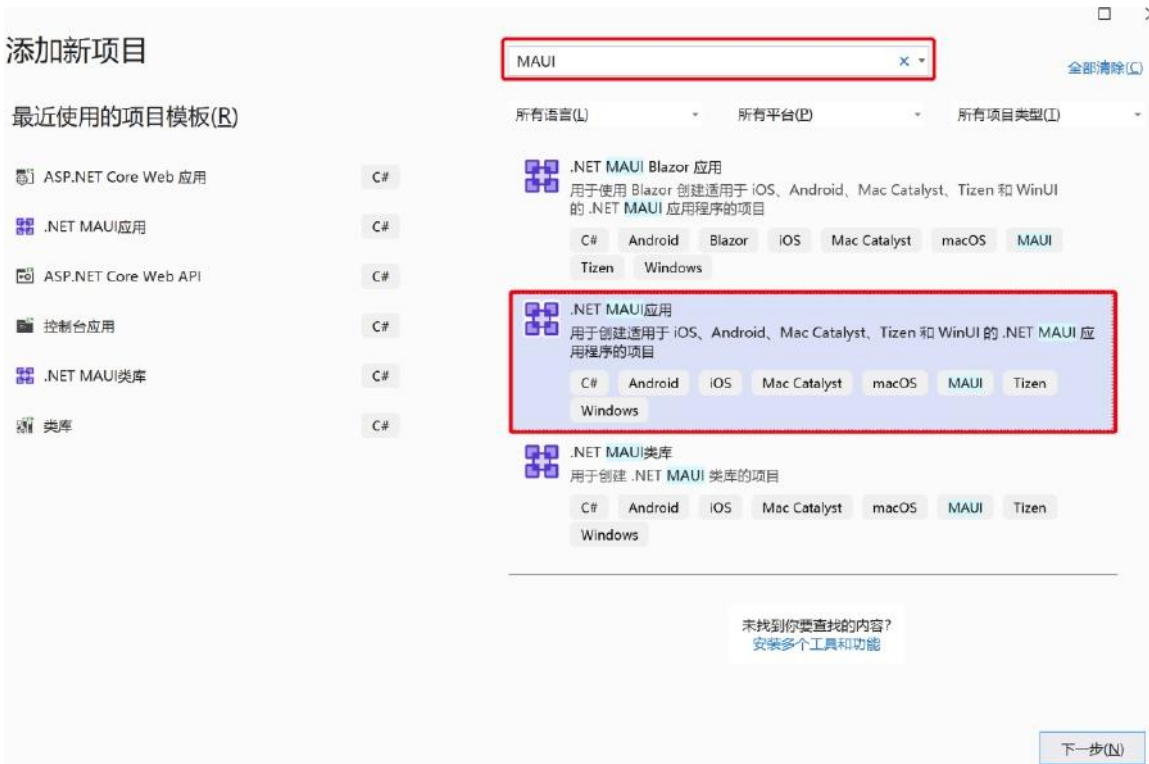 添加新项目
最近使用的项目模板(R)
ASP.NET Core Web 应用 C#
.NET MAUI应用 C#
ASP.NET Core Web API C#
控制台应用 C#
.NET MAUI类库 C#
类库 C#
MAUI
全部清除(C)
所有语言(L) 所有平台(P) 所有项目类型(T)
.NET MAUI Blazor 应用
用于使用 Blazor 创建适用于 iOS、Android、Mac Catalyst、Tizen 和 WinUI
的 .NET MAUI 应用程序的项目
C# Android Blazor iOS Mac Catalyst macOS MAUI
Tizen Windows
.NET MAUI应用
用于创建适用于 iOS、Android、Mac Catalyst、Tizen 和 WinUI 的 .NET MAUI 应
用程序的项目
C# Android iOS Mac Catalyst macOS MAUI Tizen
Windows
.NET MAUI类库
用于创建 .NET MAUI 类库的项目
C# Android iOS Mac Catalyst macOS MAUI Tizen
Windows
未找到你要查找的内容?
安装多个工具和功能
下一步(N)